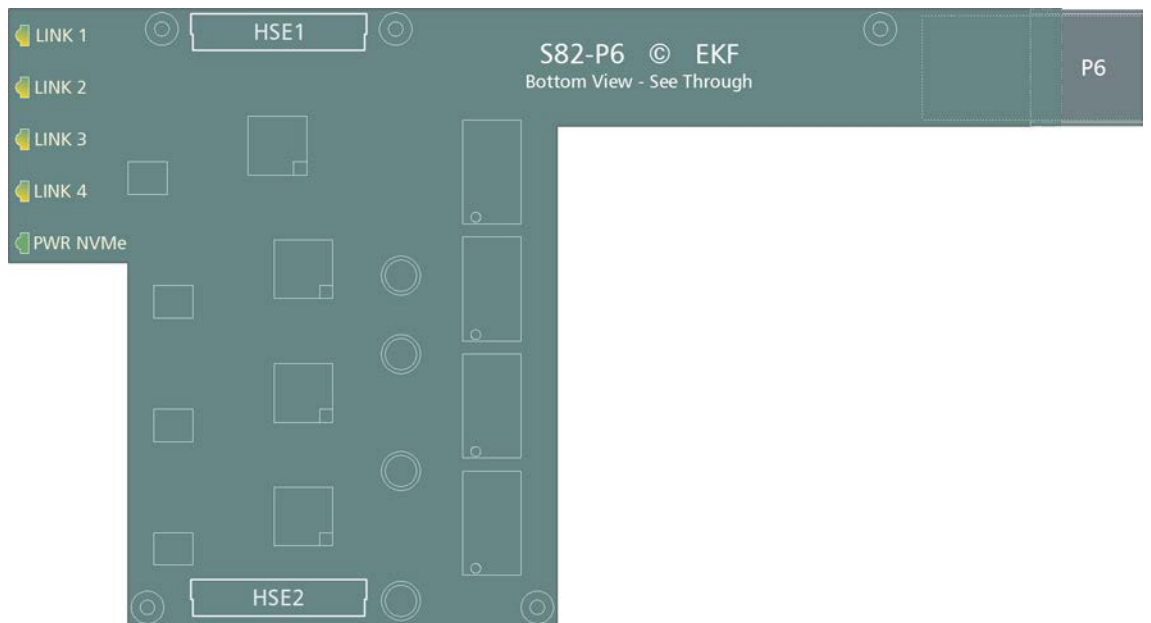 LINK 1
HSE1
S82-P6 © EKF
Bottom View - See Through
P6
LINK 2
LINK 3
LINK 4
PWR NVMe
HSE2